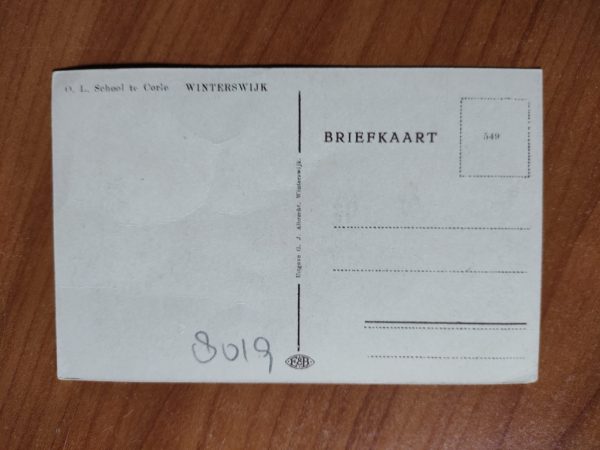 O. L. School te Corle WINTERSWIJK
BRIEFKAART
549
Uitgave G. J. Albrecht, Winterswijk.
8019